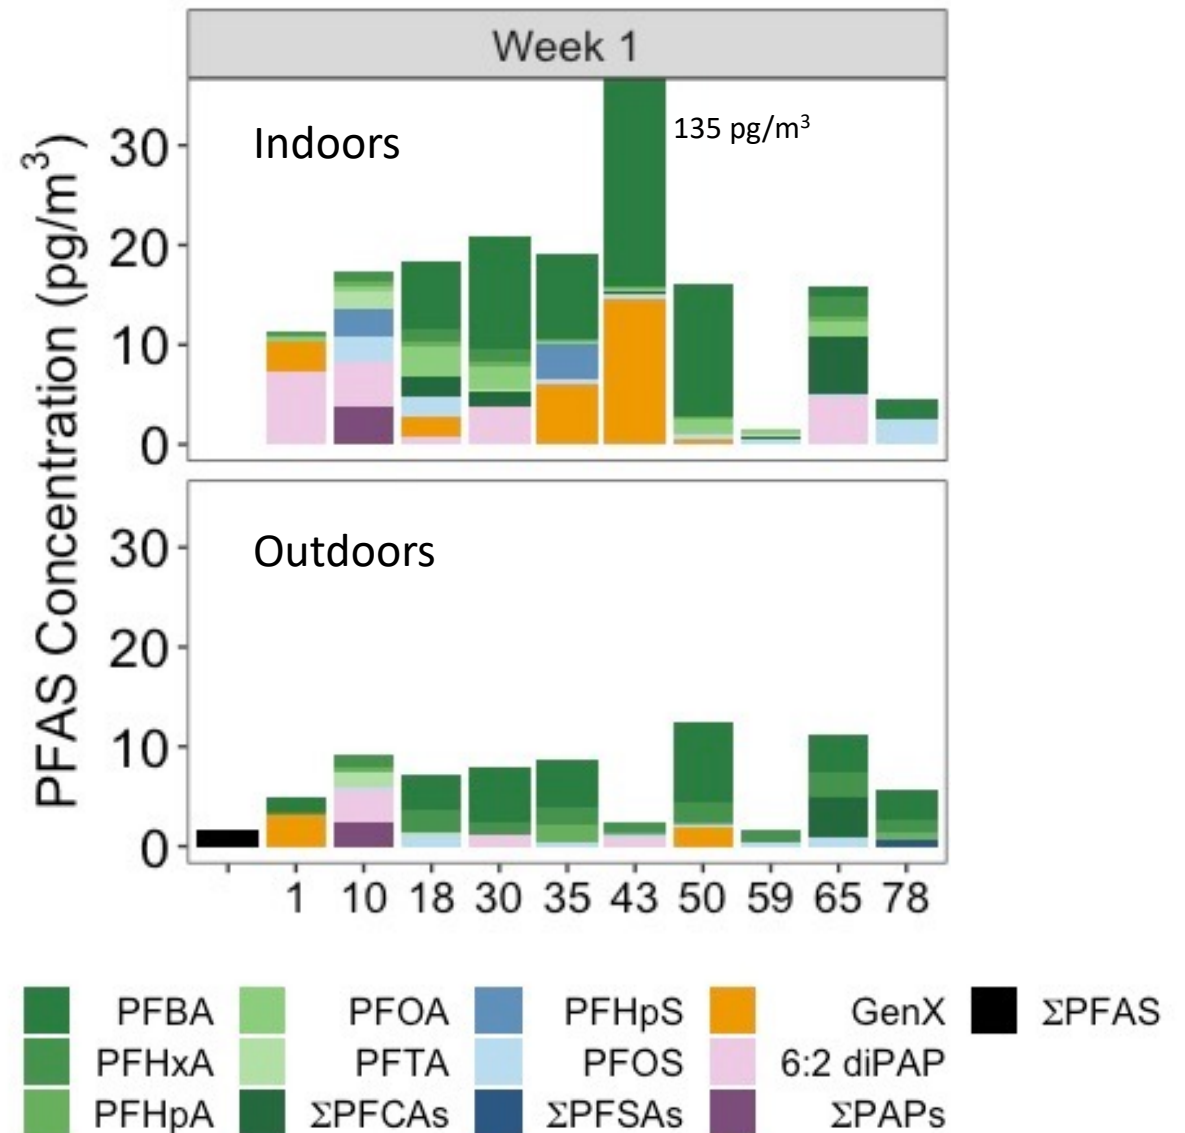 Week 1
PFAS Concentration (pg/m³)
30
20
10
0
Indoors
135 pg/m³
30
20
10
0
Outdoors
1 10 18 30 35 43 50 59 65 78
PFBA PFOA PFHpS GenX ΣPFAS
PFHxA PFTA PFOS 6:2 diPAP
PFHpA ΣPFCAs ΣPFSAs ΣPAPs